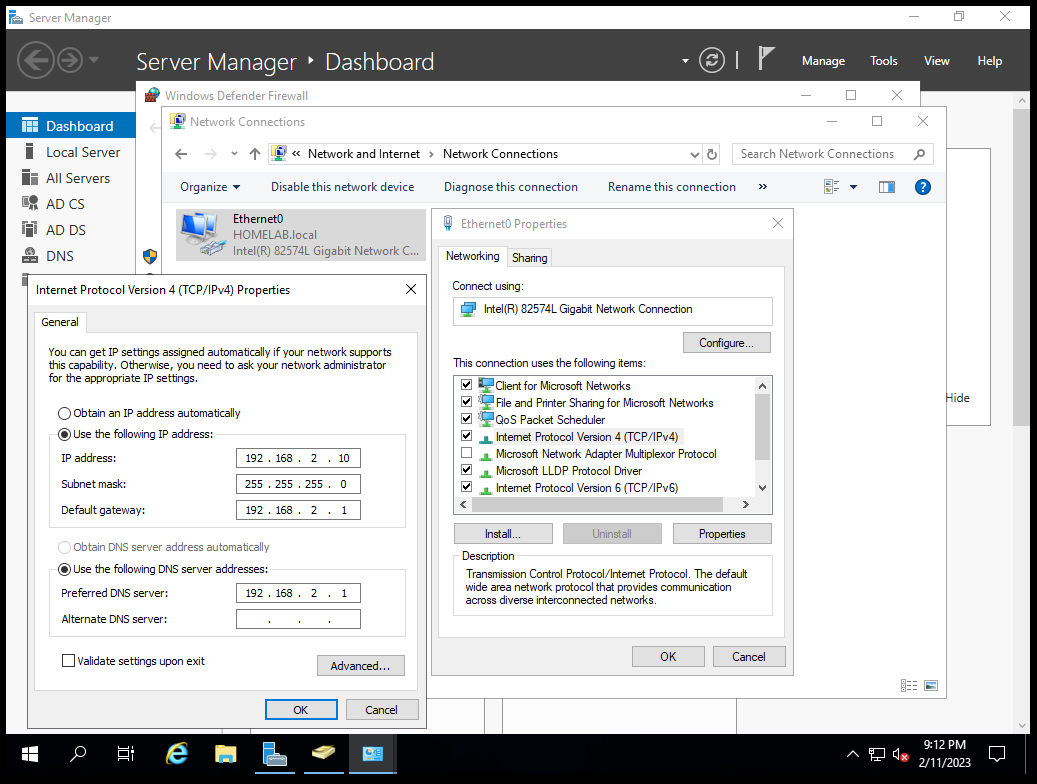 Server Manager
Server Manager
Dashboard
Manage
Tools
View
Help
Windows Defender Firewall
Network Connections
Dashboard
Local Server
All Servers
AD CS
AD DS
DNS
«
Network and Internet
Network Connections
Search Network Connections
Organize
Disable this network device
Diagnose this connection
Rename this connection
»
?
Ethernet0
HOMELAB.local
Intel(R) 82574L Gigabit Network C...
Ethernet0 Properties
Networking
Sharing
Connect using:
Intel(R) 82574L Gigabit Network Connection
Configure...
This connection uses the following items:
Client for Microsoft Networks
File and Printer Sharing for Microsoft Networks
QoS Packet Scheduler
Internet Protocol Version 4 (TCP/IPv4)
Microsoft Network Adapter Multiplexor Protocol
Microsoft LLDP Protocol Driver
Internet Protocol Version 6 (TCP/IPv6)
Install...
Uninstall
Properties
Description
Transmission Control Protocol/Internet Protocol. The default
wide area network protocol that provides communication
across diverse interconnected networks.
OK
Cancel
Hide
Internet Protocol Version 4 (TCP/IPv4) Properties
General
You can get IP settings assigned automatically if your network supports
this capability. Otherwise, you need to ask your network administrator
for the appropriate IP settings.
Obtain an IP address automatically
Use the following IP address:
IP address: 192 . 168 . 2 . 10
Subnet mask: 255 . 255 . 255 . 0
Default gateway: 192 . 168 . 2 . 1
Obtain DNS server address automatically
Use the following DNS server addresses:
Preferred DNS server: 192 . 168 . 2 . 1
Alternate DNS server: . . .
Validate settings upon exit
Advanced...
OK
Cancel
9:12 PM
2/11/2023